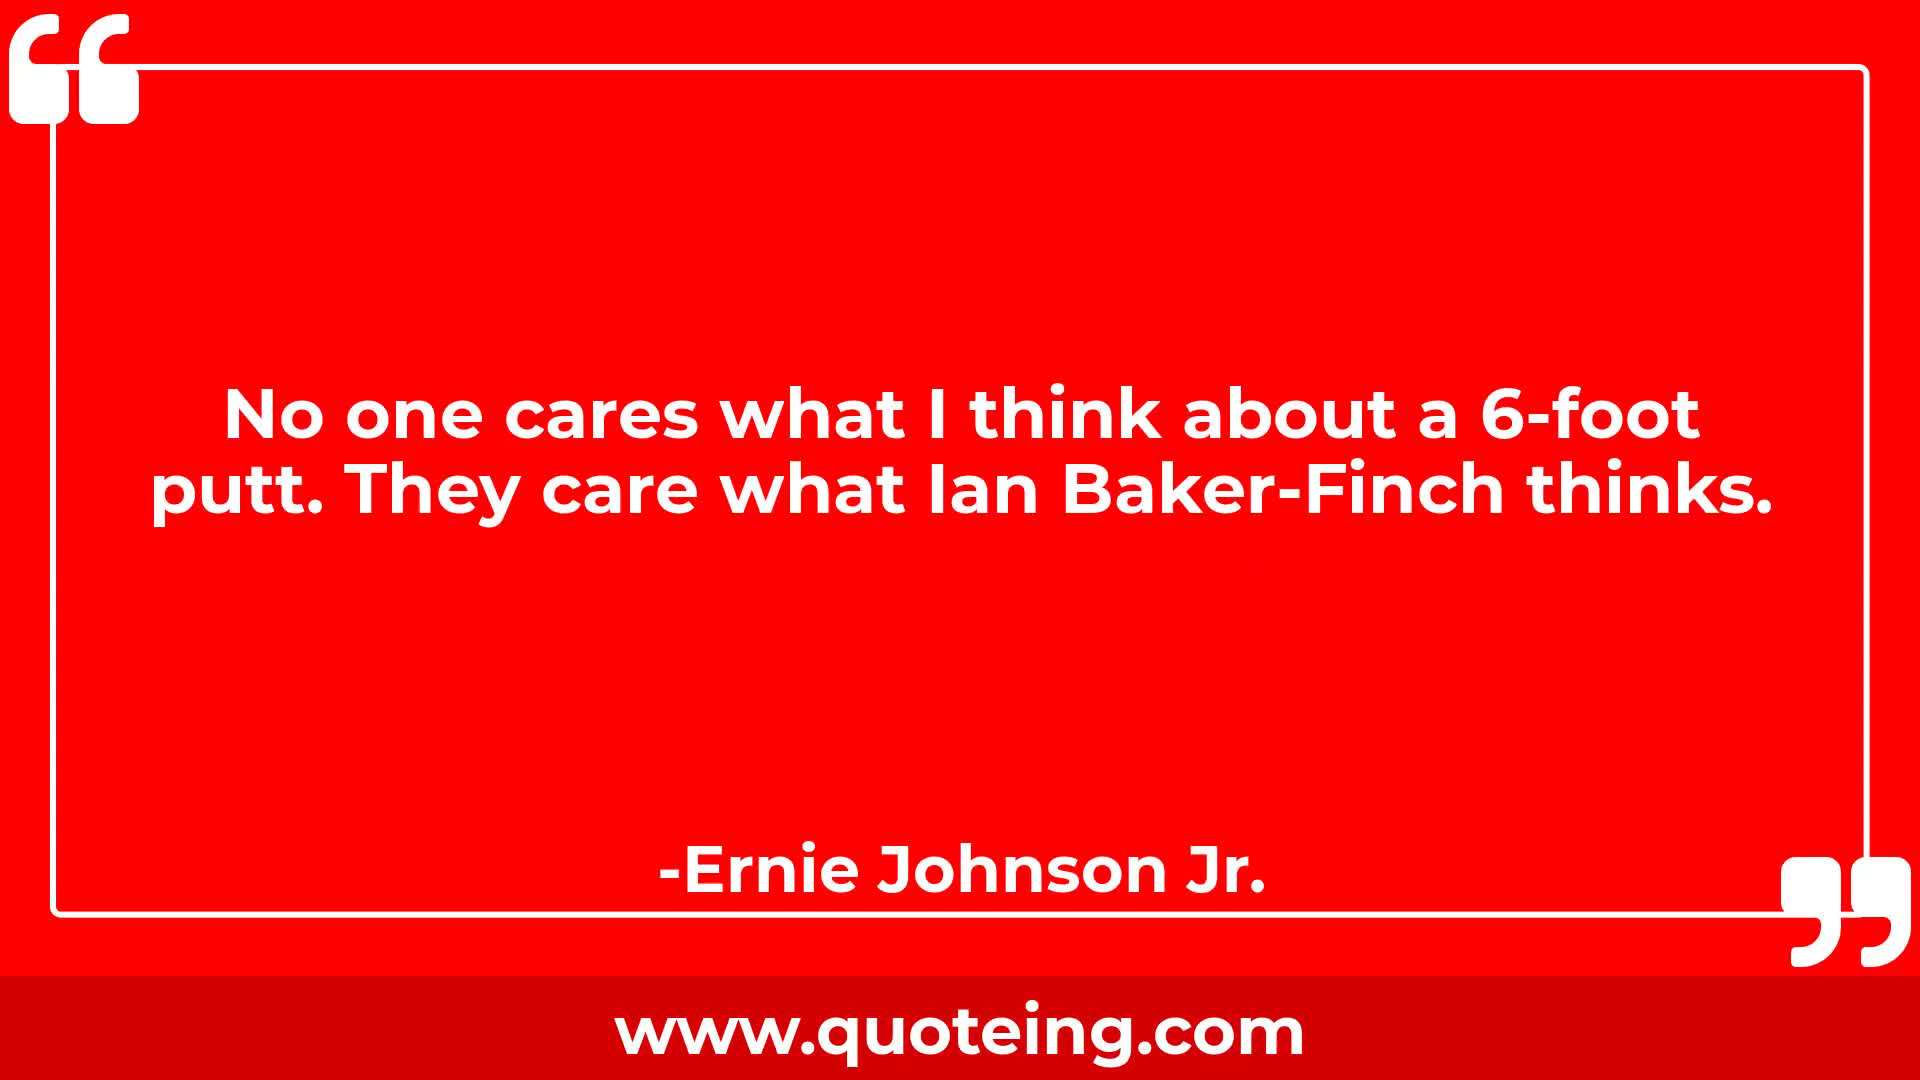 No one cares what I think about a 6-foot
putt. They care what Ian Baker-Finch thinks.
-Ernie Johnson Jr.
www.quoteing.com